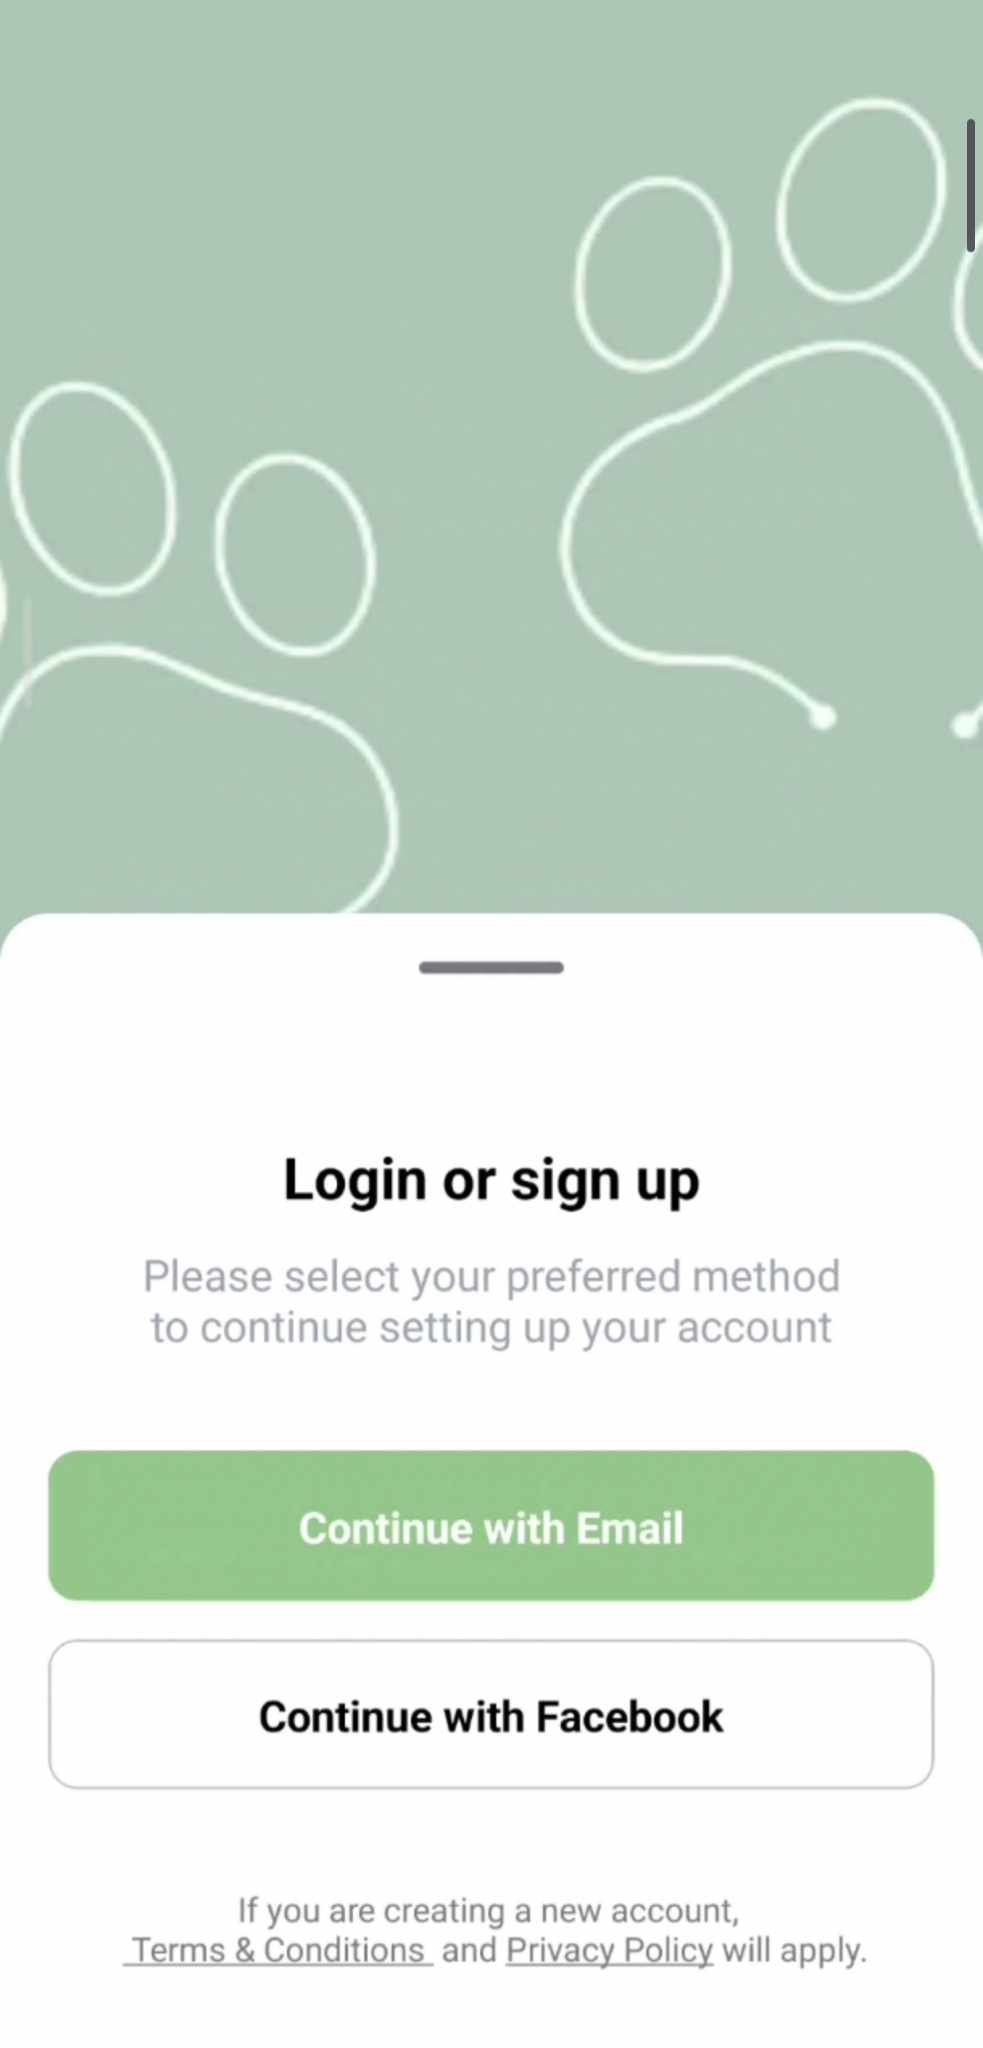 Login or sign up
Please select your preferred method
to continue setting up your account
Continue with Email
Continue with Facebook
If you are creating a new account,
Terms & Conditions and Privacy Policy will apply.